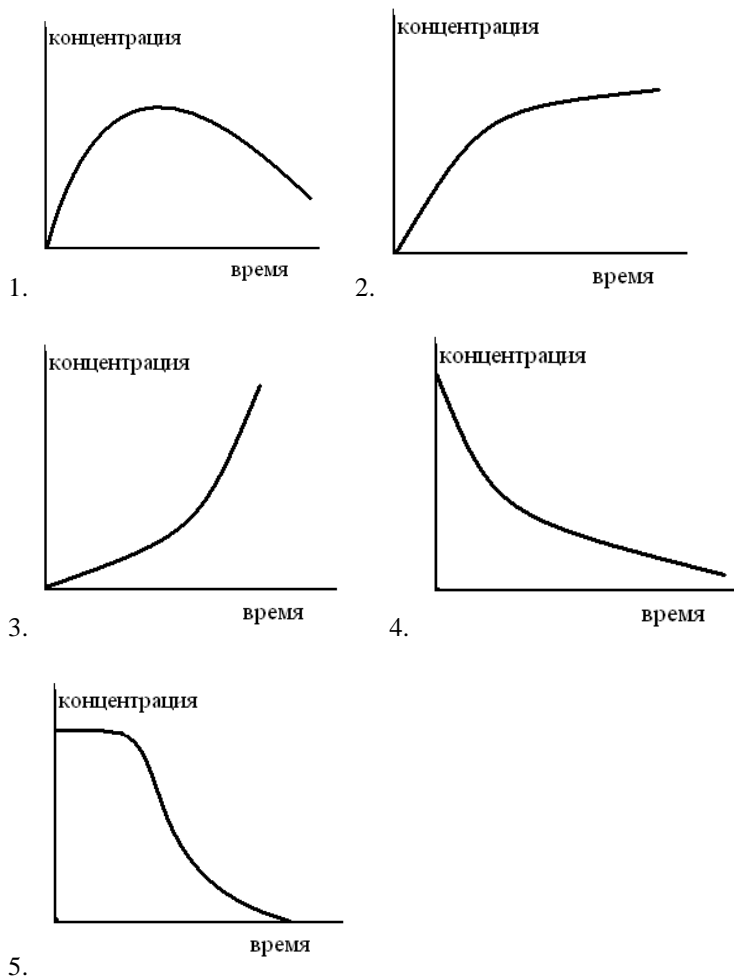 концентрация
время
1.
концентрация
время
2.
концентрация
время
3.
концентрация
время
4.
концентрация
время
5.